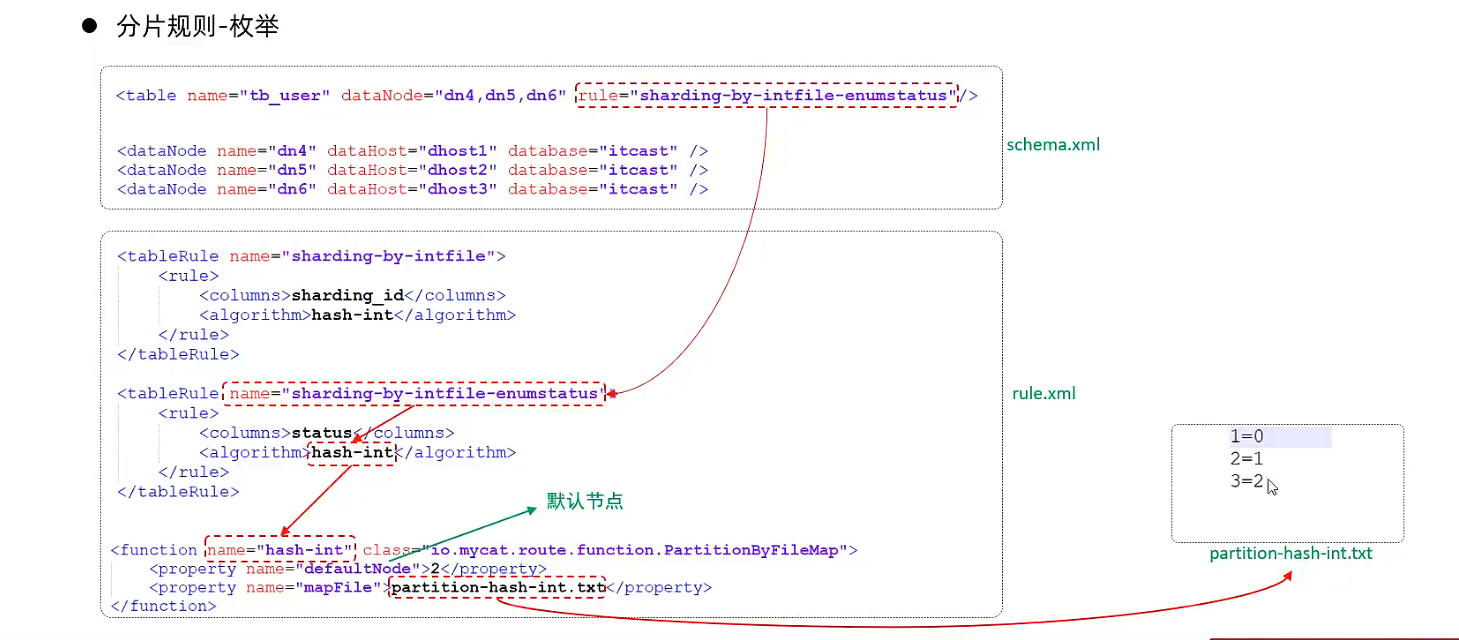 ● 分片规则-枚举
<table name="tb_user" dataNode="dn4,dn5,dn6" rule="sharding-by-intfile-enumstatus"/>
<dataNode name="dn4" dataHost="dhost1" database="itcast" />
<dataNode name="dn5" dataHost="dhost2" database="itcast" />
<dataNode name="dn6" dataHost="dhost3" database="itcast" />
schema.xml
<tableRule name="sharding-by-intfile">
<rule>
<columns>sharding_id</columns>
<algorithm>hash-int</algorithm>
</rule>
</tableRule>
<tableRule name="sharding-by-intfile-enumstatus"
<rule>
<columns>status</columns>
<algorithm>hash-int</algorithm>
</rule>
</tableRule>
默认节点
<function name="hash-int" class="io.mycat.route.function.PartitionByFileMap">
<property name="defaultNode">2</property>
<property name="mapFile">partition-hash-int.txt</property>
</function>
rule.xml
1=0
2=1
3=2
partition-hash-int.txt